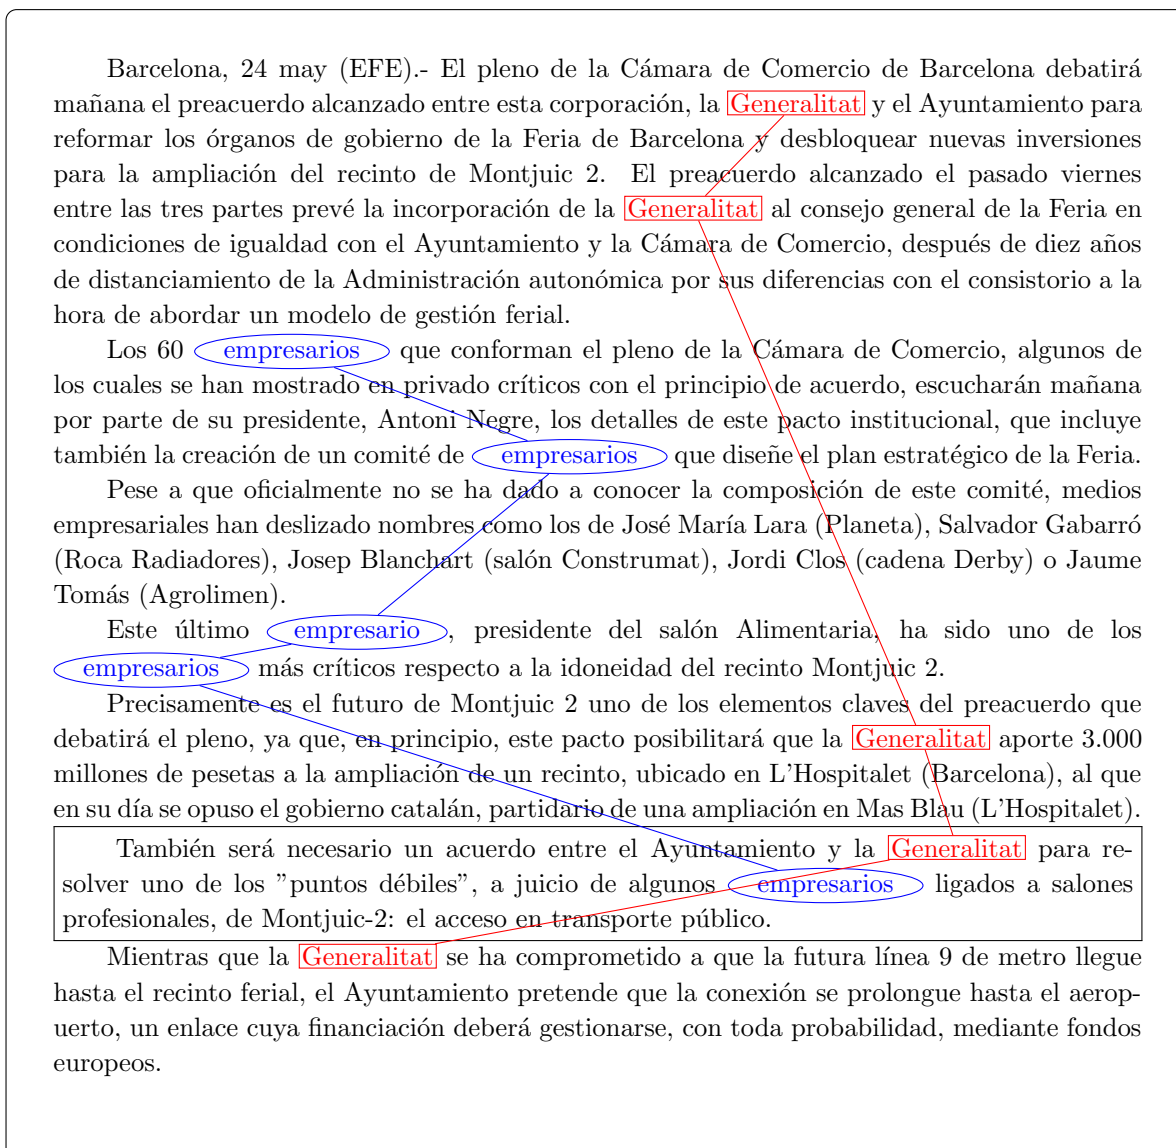 Barcelona, 24 may (EFE).- El pleno de la Cámara de Comercio de Barcelona debatirá
mañana el preacuerdo alcanzado entre esta corporación, la Generalitat y el Ayuntamiento para
reformar los órganos de gobierno de la Feria de Barcelona y desbloquear nuevas inversiones
para la ampliación del recinto de Montjuic 2. El preacuerdo alcanzado el pasado viernes
entre las tres partes prevé la incorporación de la Generalitat al consejo general de la Feria en
condiciones de igualdad con el Ayuntamiento y la Cámara de Comercio, después de diez años
de distanciamiento de la Administración autonómica por sus diferencias con el consistorio a la
hora de abordar un modelo de gestión ferial.
Los 60 empresarios que conforman el pleno de la Cámara de Comercio, algunos de
los cuales se han mostrado en privado críticos con el principio de acuerdo, escucharán mañana
por parte de su presidente, Antoni Negre, los detalles de este pacto institucional, que incluye
también la creación de un comité de empresarios que diseñe el plan estratégico de la Feria.
Pese a que oficialmente no se ha dado a conocer la composición de este comité, medios
empresariales han deslizado nombres como los de José María Lara (Planeta), Salvador Gabarró
(Roca Radiadores), Josep Blanchart (salón Construmat), Jordi Clos (cadena Derby) o Jaume
Tomás (Agrolimen).
Este último empresario, presidente del salón Alimentaria, ha sido uno de los
empresarios más críticos respecto a la idoneidad del recinto Montjuic 2.
Precisamente es el futuro de Montjuic 2 uno de los elementos claves del preacuerdo que
debatirá el pleno, ya que, en principio, este pacto posibilitará que la Generalitat aporte 3.000
millones de pesetas a la ampliación de un recinto, ubicado en L'Hospitalet (Barcelona), al que
en su día se opuso el gobierno catalán, partidario de una ampliación en Mas Blau (L'Hospitalet).
También será necesario un acuerdo entre el Ayuntamiento y la Generalitat para re-
solver uno de los ”puntos débiles”, a juicio de algunos empresarios ligados a salones
profesionales, de Montjuic-2: el acceso en transporte público.
Mientras que la Generalitat se ha comprometido a que la futura línea 9 de metro llegue
hasta el recinto ferial, el Ayuntamiento pretende que la conexión se prolongue hasta el aerop-
uerto, un enlace cuya financiación deberá gestionarse, con toda probabilidad, mediante fondos
europeos.